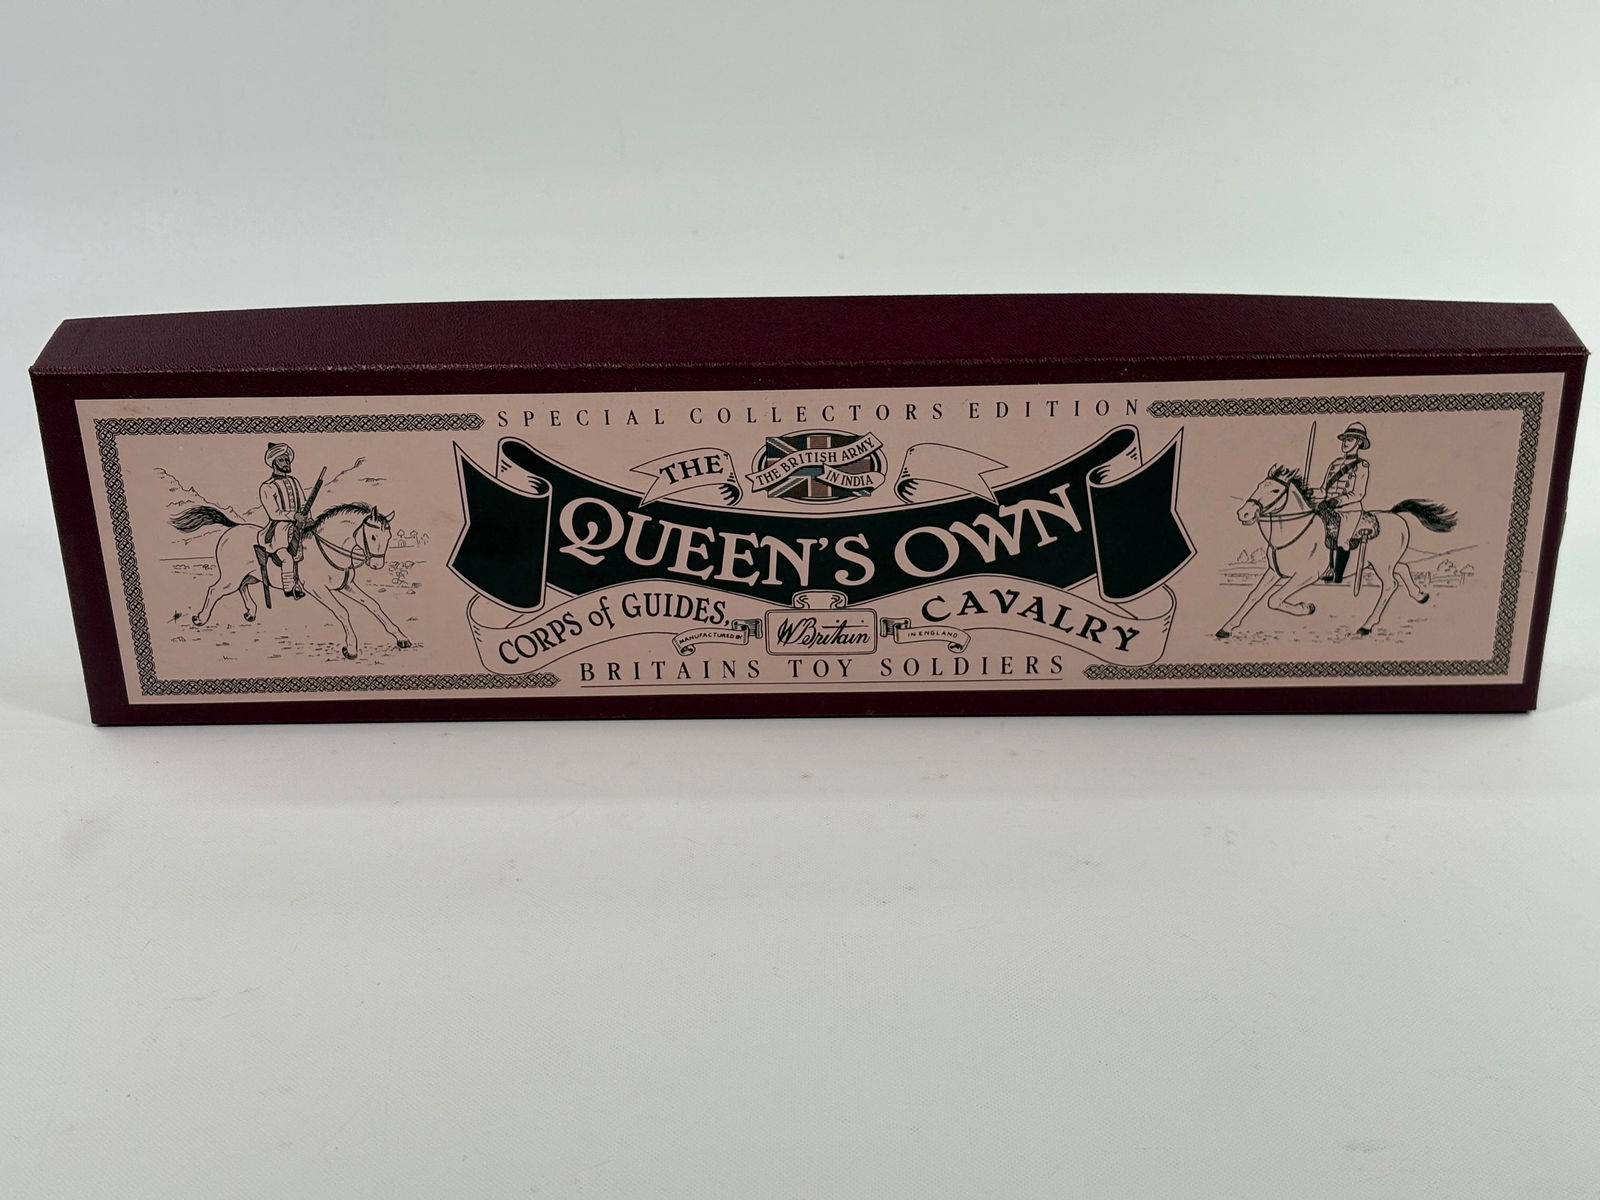 SPECIAL COLLECTORS EDITION
THE
THE BRITISH ARMY
IN INDIA
QUEEN'S OWN
CORPS of GUIDES,
CAVALRY
MANUFACTURED BY
W Britain
IN ENGLAND
BRITAINS TOY SOLDIERS